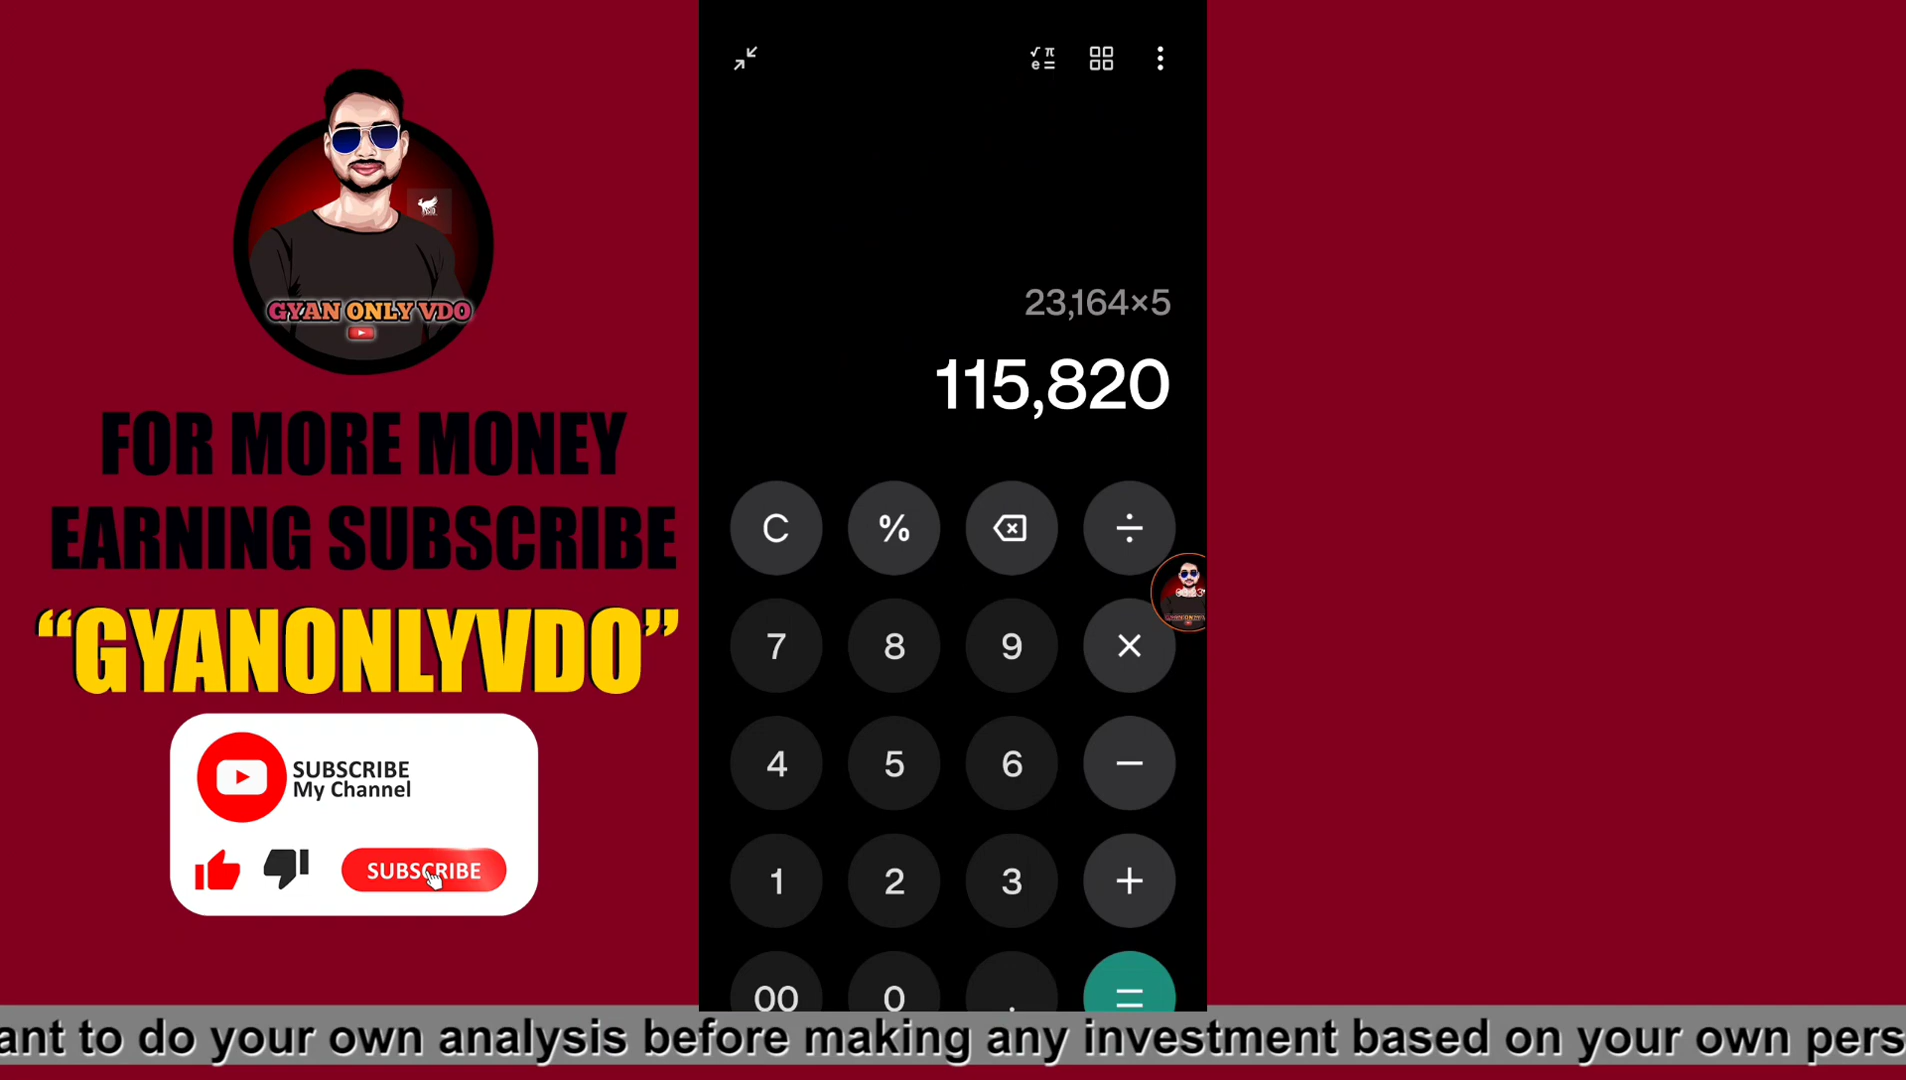 GYAN ONLY VDO
FOR MORE MONEY
EARNING SUBSCRIBE
“GYANONLYVDO”
SUBSCRIBE
My Channel
SUBSCRIBE
√ π
e =
23,164×5
115,820
C % ÷
7 8 9 ×
4 5 6 −
1 2 3 +
00 0 . =
ant to do your own analysis before making any investment based on your own pers